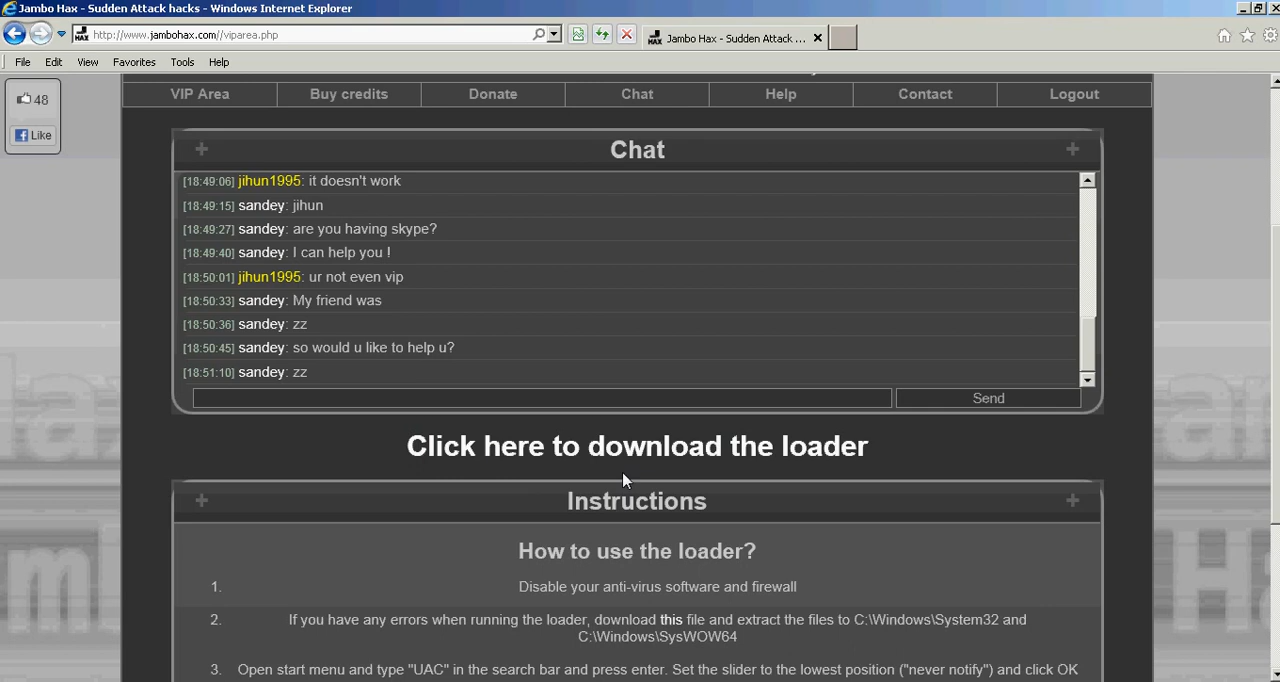 Jambo Hax - Sudden Attack hacks - Windows Internet Explorer
http://www.jambohax.com//viparea.php
Jambo Hax - Sudden Attack ...
File Edit View Favorites Tools Help
48
Like
VIP Area Buy credits Donate Chat Help Contact Logout
Chat
[18:49:06] jihun1995: it doesn't work
[18:49:15] sandey: jihun
[18:49:27] sandey: are you having skype?
[18:49:40] sandey: I can help you !
[18:50:01] jihun1995: ur not even vip
[18:50:33] sandey: My friend was
[18:50:36] sandey: zz
[18:50:45] sandey: so would u like to help u?
[18:51:10] sandey: zz
Send
Click here to download the loader
Instructions
How to use the loader?
1. Disable your anti-virus software and firewall
2. If you have any errors when running the loader, download this file and extract the files to C:\Windows\System32 and
C:\Windows\SysWOW64
3. Open start menu and type "UAC" in the search bar and press enter. Set the slider to the lowest position ("never notify") and click OK